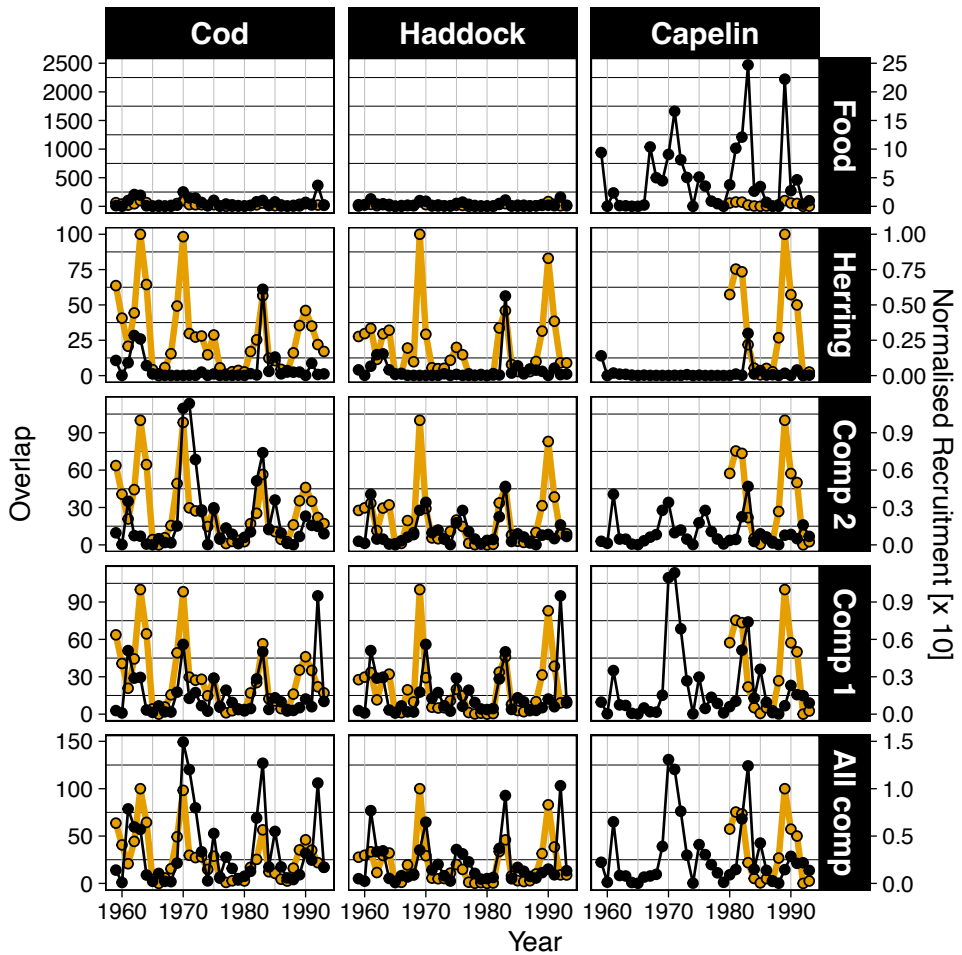 Cod Haddock Capelin
2500 25
2000 20
1500 15
1000 10
500 5
0 0
Food
100 1.00
75 0.75
50 0.50
25 0.25
0 0.00
Herring
90 0.9
60 0.6
30 0.3
0 0.0
Comp 2
90 0.9
60 0.6
30 0.3
0 0.0
Comp 1
150 1.5
100 1.0
50 0.5
0 0.0
All comp
Overlap
Normalised Recruitment [x 10]
1960 1970 1980 1990 1960 1970 1980 1990 1960 1970 1980 1990
Year